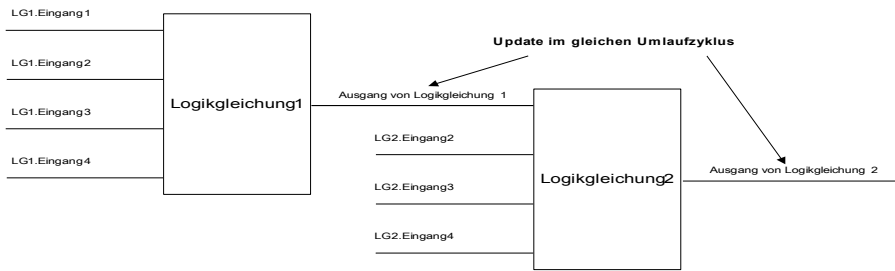 LG1.Eingang1
LG1.Eingang2
LG1.Eingang3
LG1.Eingang4
Logikgleichung1
Update im gleichen Umlaufzyklus
Ausgang von Logikgleichung 1
LG2.Eingang2
LG2.Eingang3
LG2.Eingang4
Logikgleichung2
Ausgang von Logikgleichung 2